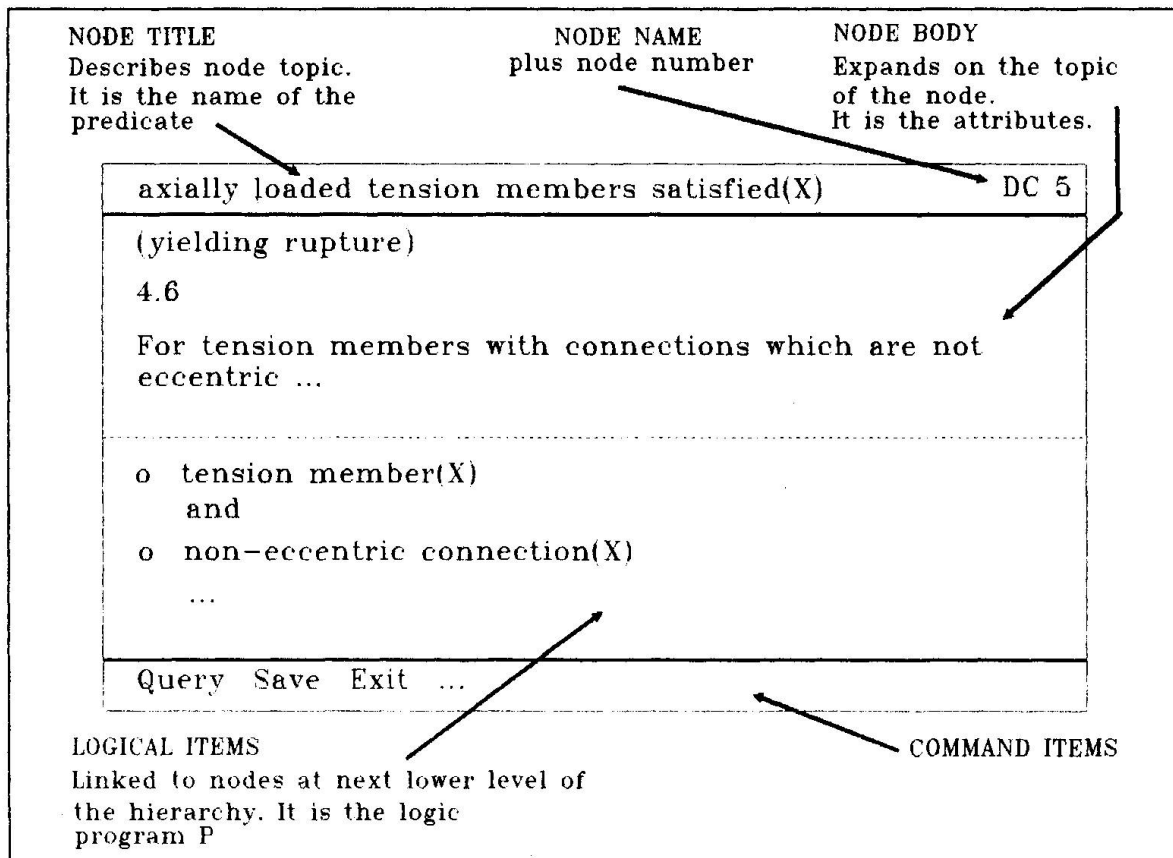 NODE TITLE
Describes node topic.
It is the name of the
predicate
NODE NAME
plus node number
NODE BODY
Expands on the topic
of the node.
It is the attributes.
axially loaded tension members satisfied(X) DC 5
(yielding rupture)
4.6
For tension members with connections which are not
eccentric ...
o tension member(X)
and
o non-eccentric connection(X)
...
Query Save Exit ...
LOGICAL ITEMS
Linked to nodes at next lower level of
the hierarchy. It is the logic
program P
COMMAND ITEMS